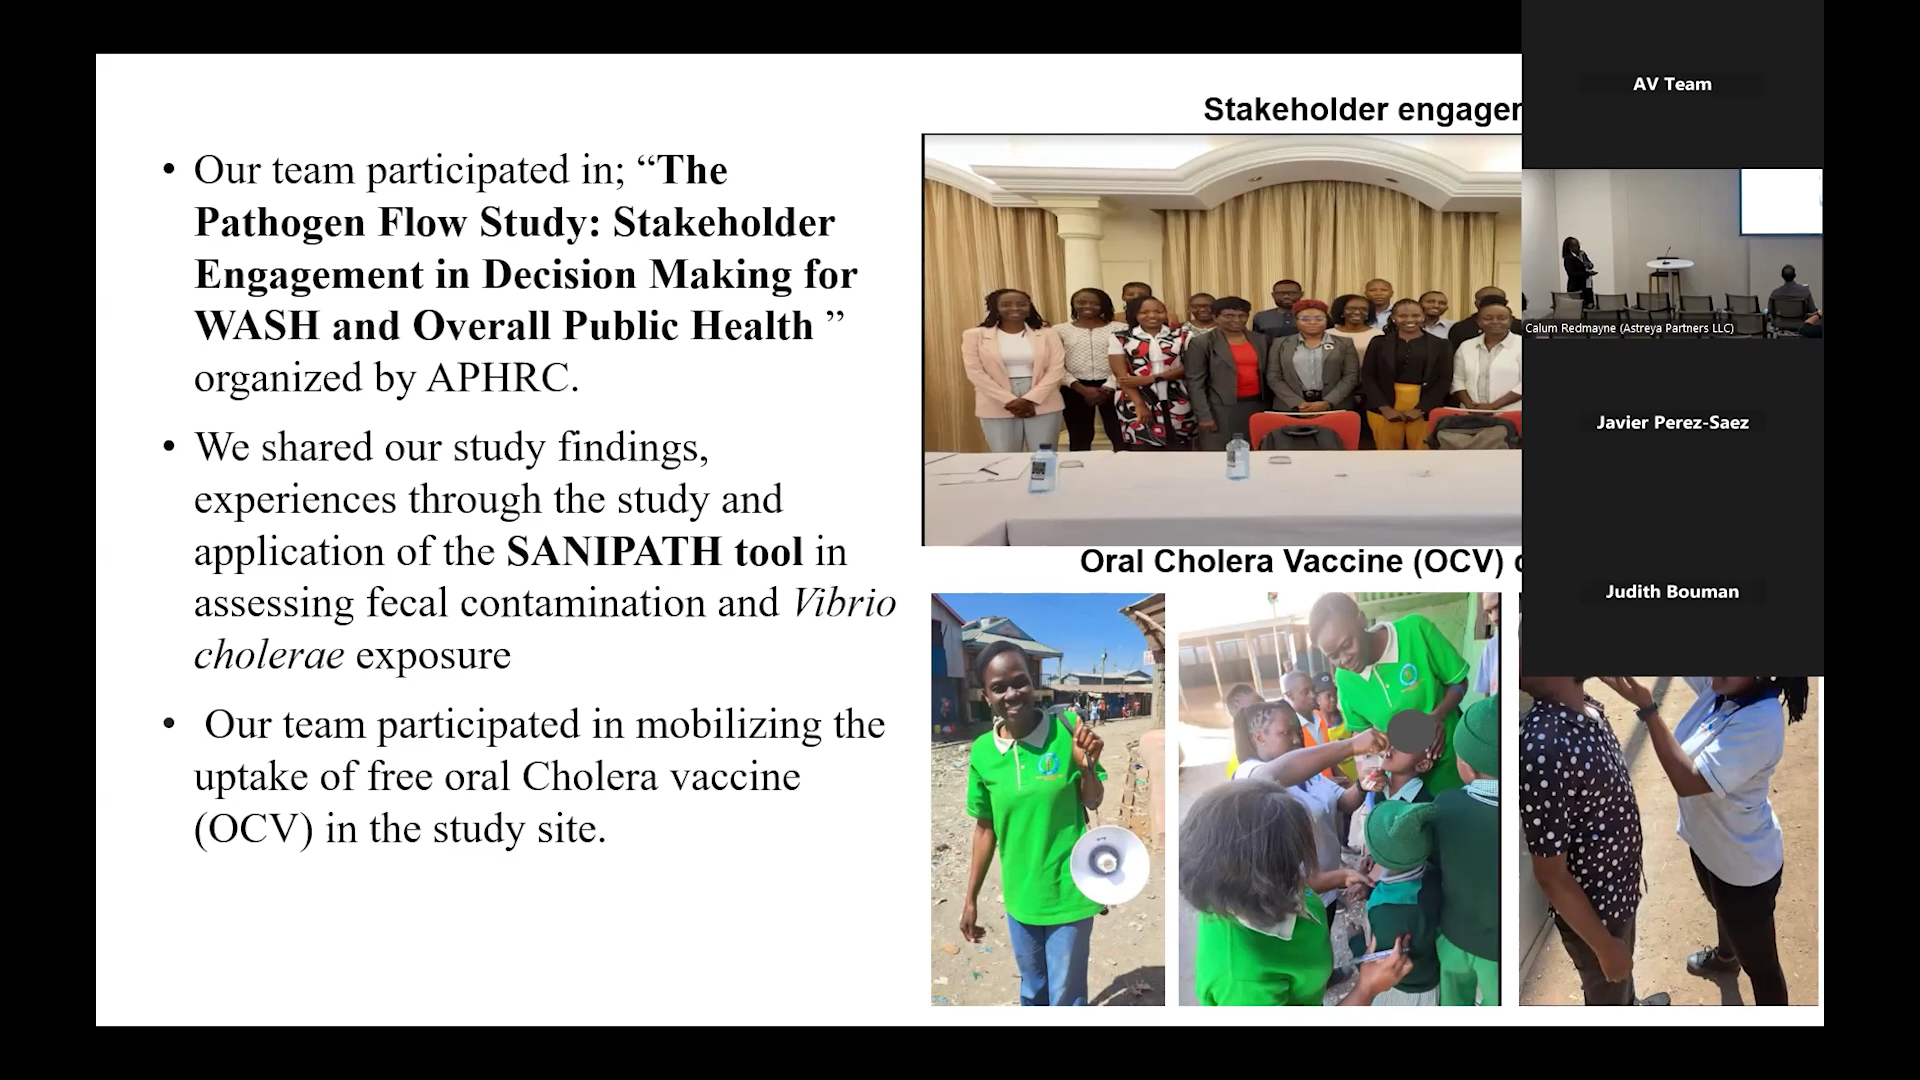 Stakeholder engager
• Our team participated in; “The
Pathogen Flow Study: Stakeholder
Engagement in Decision Making for
WASH and Overall Public Health ”
organized by APHRC.
• We shared our study findings,
experiences through the study and
application of the SANIPATH tool in
assessing fecal contamination and Vibrio
cholerae exposure
• Our team participated in mobilizing the
uptake of free oral Cholera vaccine
(OCV) in the study site.
Oral Cholera Vaccine (OCV)
AV Team
Calum Redmayne (Astreya Partners LLC)
Javier Perez-Saez
Judith Bouman